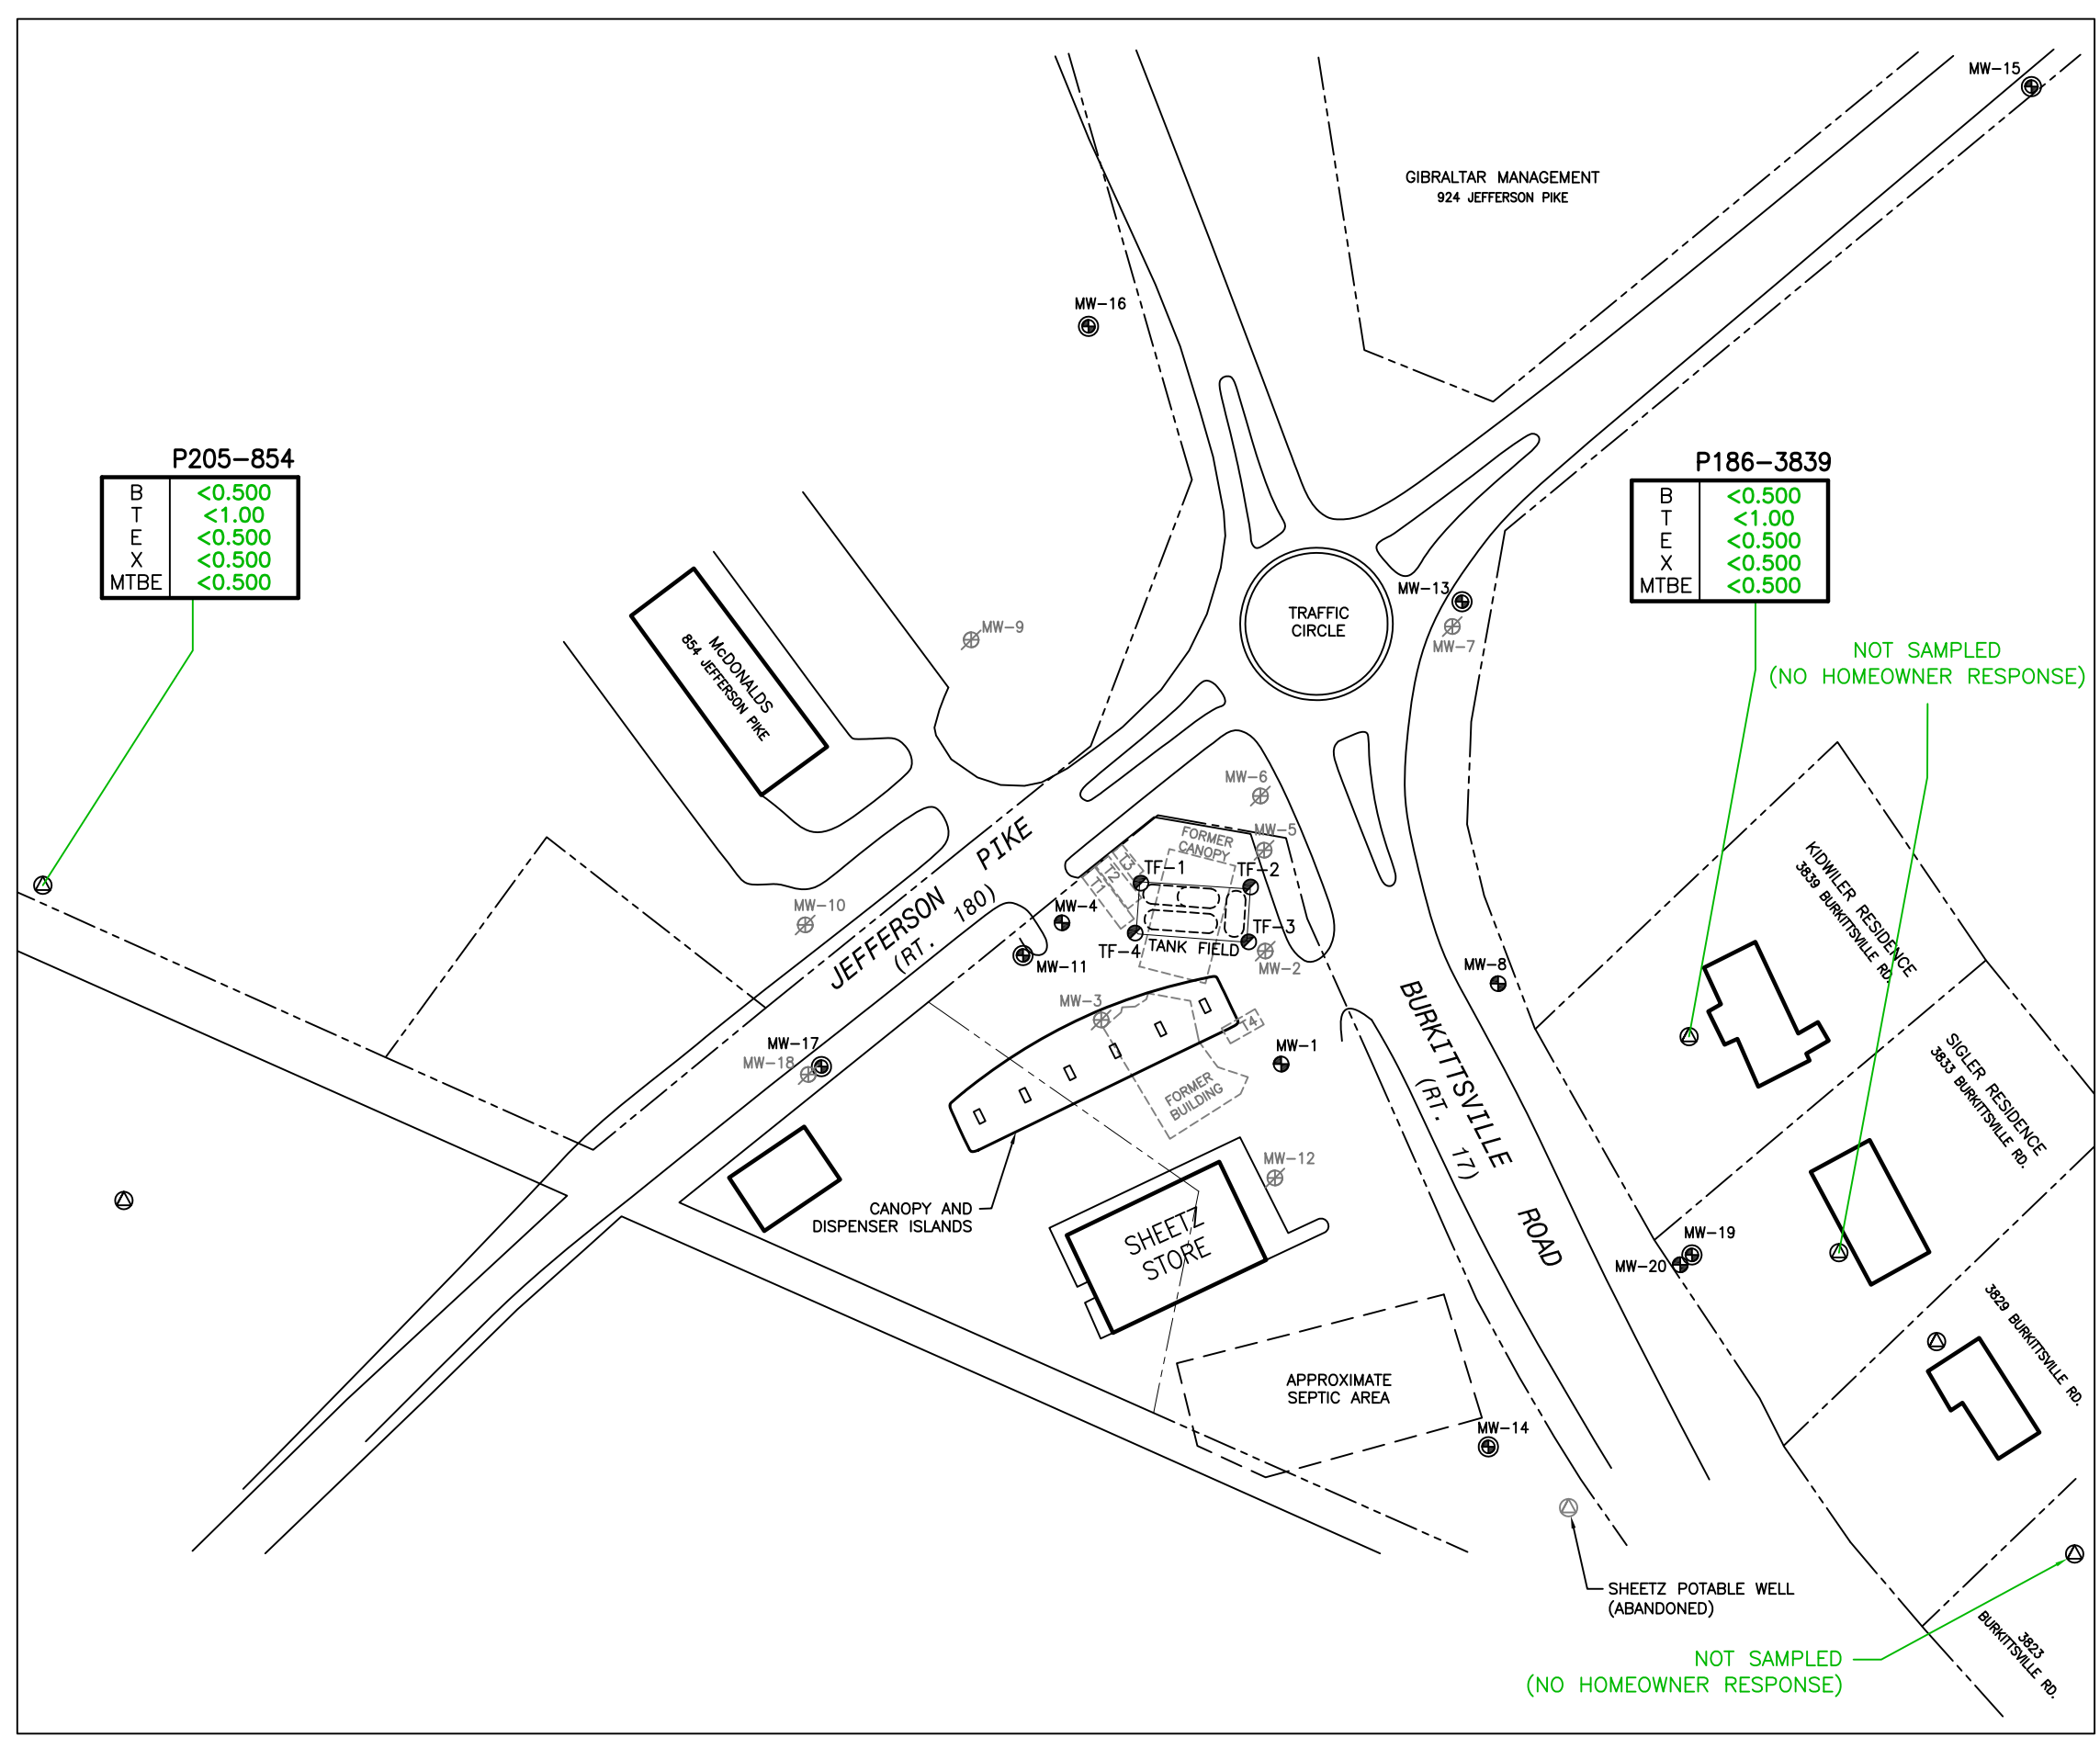 MW-15
GIBRALTAR MANAGEMENT
924 JEFFERSON PIKE
MW-16
P205-854
B <0.500
T <1.00
E <0.500
X <0.500
MTBE <0.500
P186-3839
B <0.500
T <1.00
E <0.500
X <0.500
MTBE <0.500
MW-13
TRAFFIC
CIRCLE
MW-9
MW-7
NOT SAMPLED
(NO HOMEOWNER RESPONSE)
McDONALDS
854 JEFFERSON PIKE
MW-6
MW-5
FORMER
CANOPY
JEFFERSON PIKE
(RT. 180)
T1
T2
T3
TF-1
TF-2
TF-3
TF-4
TANK FIELD
MW-4
MW-10
MW-11
MW-2
MW-8
KIDWILER RESIDENCE
3839 BURKITTSVILLE RD.
MW-3
T4
MW-17
MW-18
MW-1
BURKITTSVILLE ROAD
(RT. 17)
SIGLER RESIDENCE
3833 BURKITTSVILLE RD.
FORMER
BUILDING
MW-12
CANOPY AND
DISPENSER ISLANDS
SHEETZ
STORE
MW-19
MW-20
3829 BURKITTSVILLE RD.
APPROXIMATE
SEPTIC AREA
MW-14
SHEETZ POTABLE WELL
(ABANDONED)
3823
BURKITTSVILLE RD.
NOT SAMPLED
(NO HOMEOWNER RESPONSE)